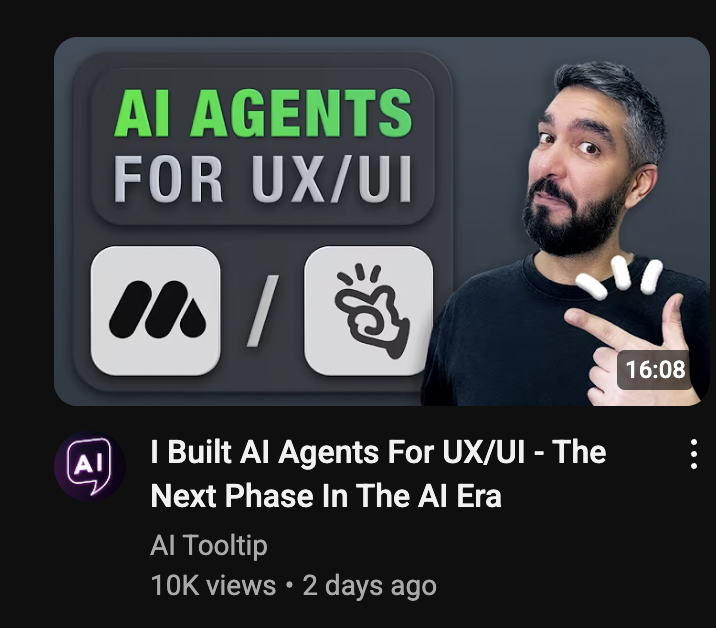 AI AGENTS
FOR UX/UI
/
16:08
AI
I Built AI Agents For UX/UI - The
Next Phase In The AI Era
AI Tooltip
10K views • 2 days ago